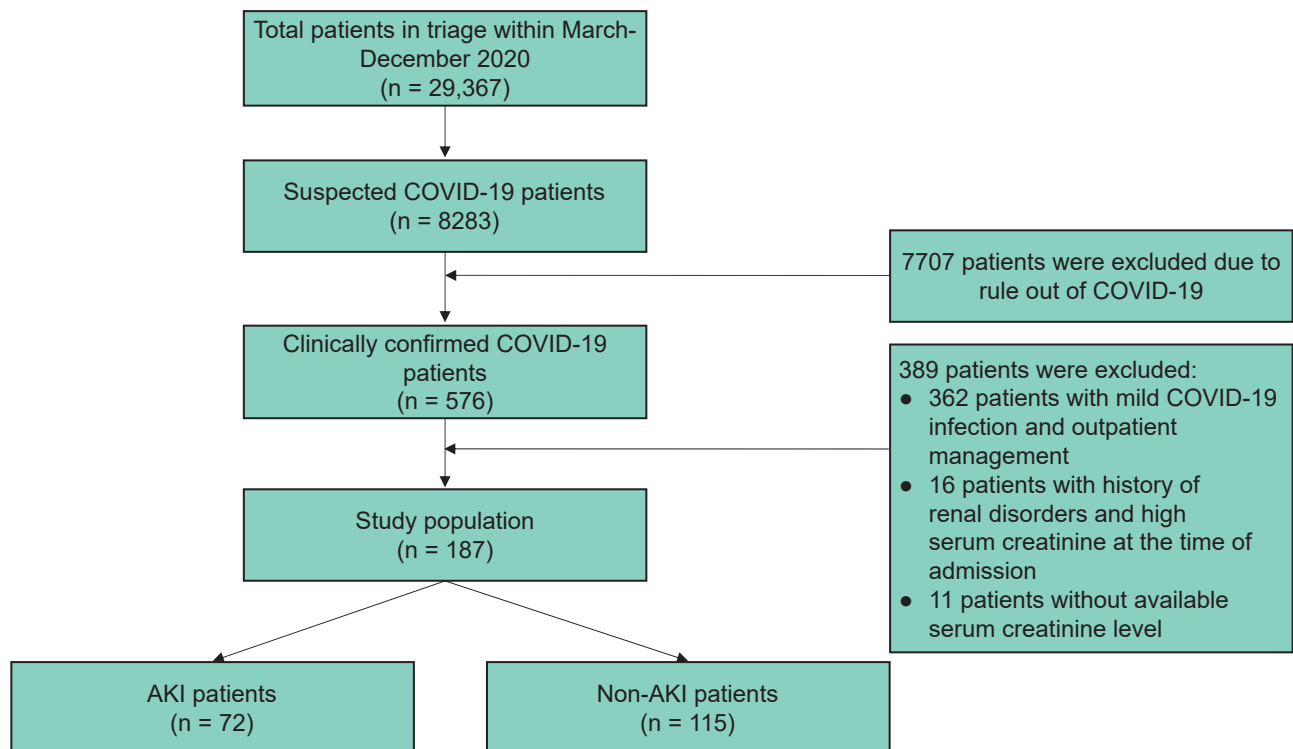 Total patients in triage within March-
December 2020
(n = 29,367)
Suspected COVID-19 patients
(n = 8283)
7707 patients were excluded due to
rule out of COVID-19
Clinically confirmed COVID-19
patients
(n = 576)
389 patients were excluded:
● 362 patients with mild COVID-19
infection and outpatient
management
● 16 patients with history of
renal disorders and high
serum creatinine at the time of
admission
● 11 patients without available
serum creatinine level
Study population
(n = 187)
AKI patients
(n = 72)
Non-AKI patients
(n = 115)